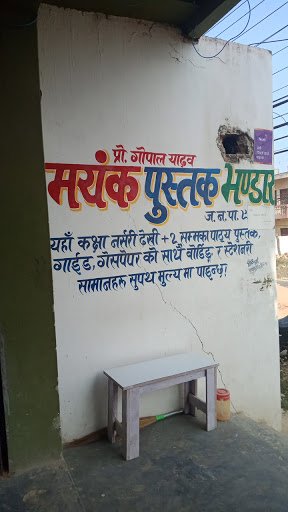 प्रो. गोपाल यादव
मयंक पुस्तक भण्डार
ज.न.पा. ९
यहाँ कक्षा नर्सरी देखी +2 सम्मका पाठ्य पुस्तक,
गाईड, गेसपेपर को साथै बोर्डिङ्ग र स्टेशनरी
सामानहरू सुपथ मुल्य मा पाइन्छ।